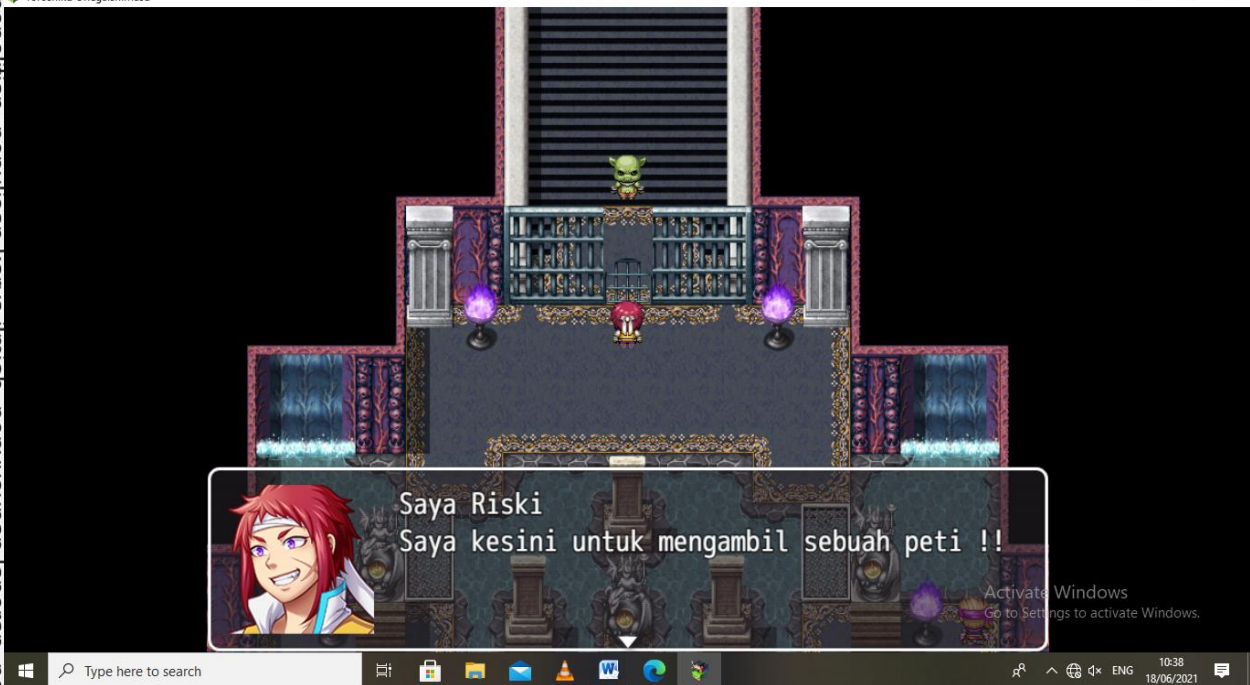 Saya Riski
Saya kesini untuk mengambil sebuah peti !!
Activate Windows
Go to Settings to activate Windows.
Type here to search
ENG
10:38
18/06/2021